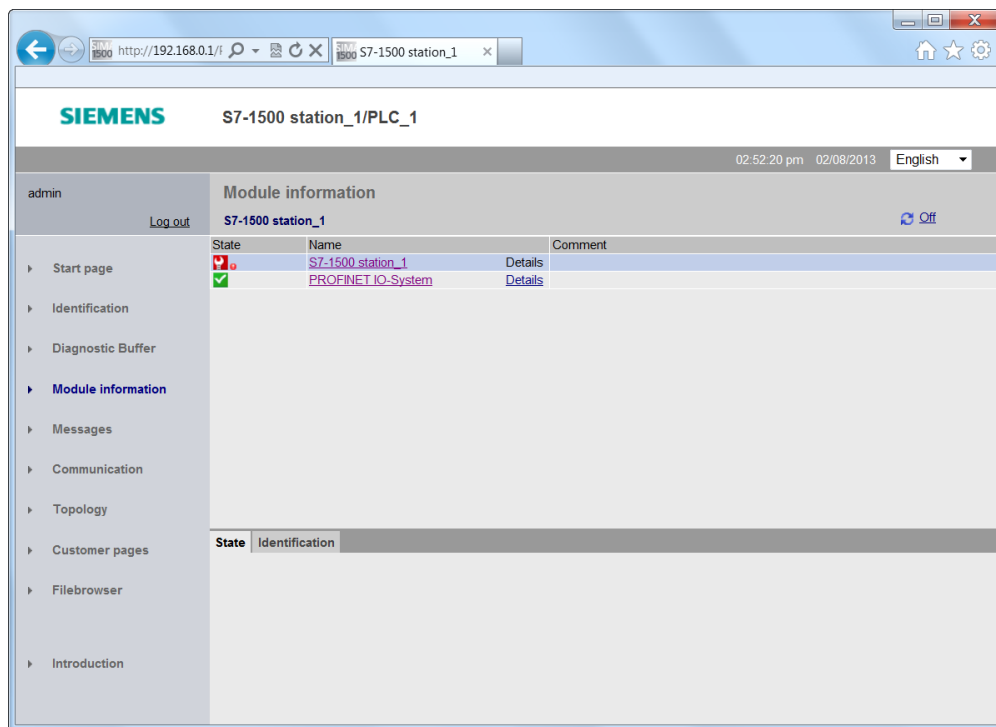 http://192.168.0.1/F
S7-1500 station_1
SIEMENS
S7-1500 station_1/PLC_1
02:52:20 pm 02/08/2013 English
admin
Log out
Module information
S7-1500 station_1
Off
State Name Comment
S7-1500 station_1 Details
PROFINET IO-System Details
Start page
Identification
Diagnostic Buffer
Module information
Messages
Communication
Topology
Customer pages
Filebrowser
Introduction
State Identification